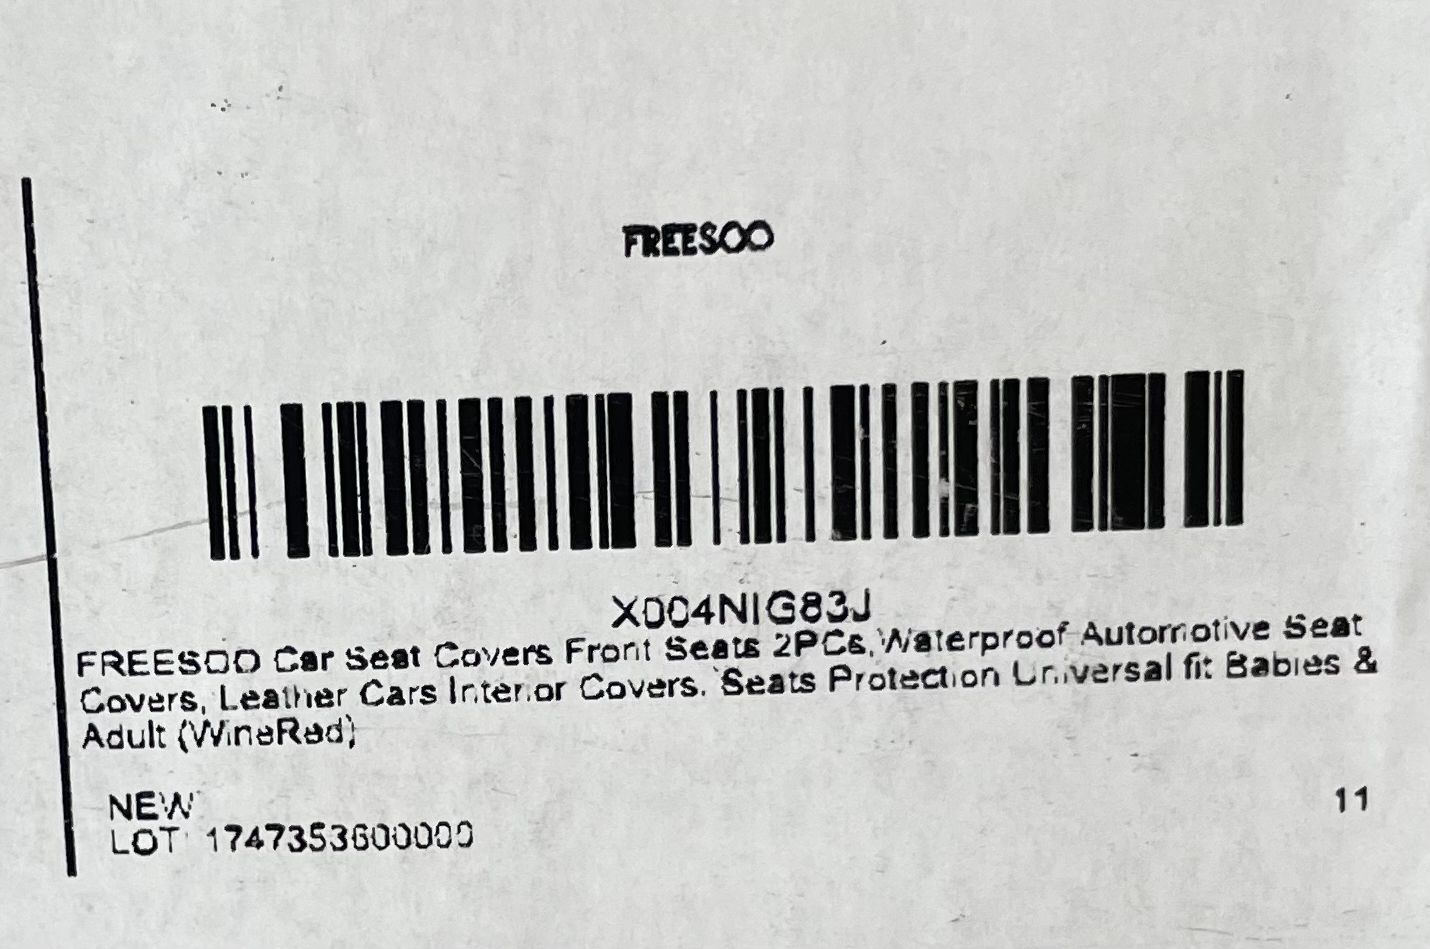 FREESOO
X004NIG83J
FREESOO Car Seat Covers Front Seats 2PCs,Waterproof Automotive Seat
Covers, Leather Cars Interior Covers, Seats Protection Universal fit Babies &
Adult (WineRed)
NEW
11
LOT: 1747353600000